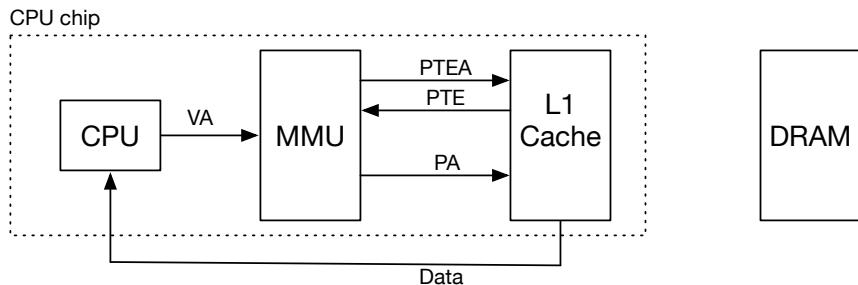 CPU chip
PTEA
PTE
L1
Cache
VA
CPU
MMU
DRAM
PA
Data